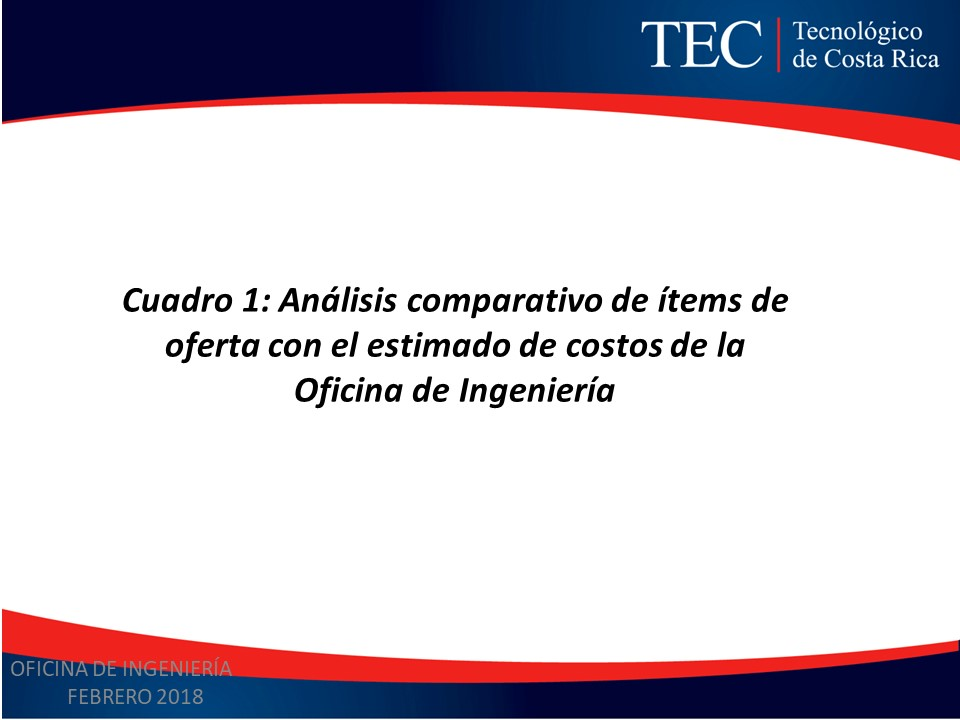 TEC
Tecnológico
de Costa Rica
Cuadro 1: Análisis comparativo de ítems de
oferta con el estimado de costos de la
Oficina de Ingeniería
OFICINA DE INGENIERÍA
FEBRERO 2018